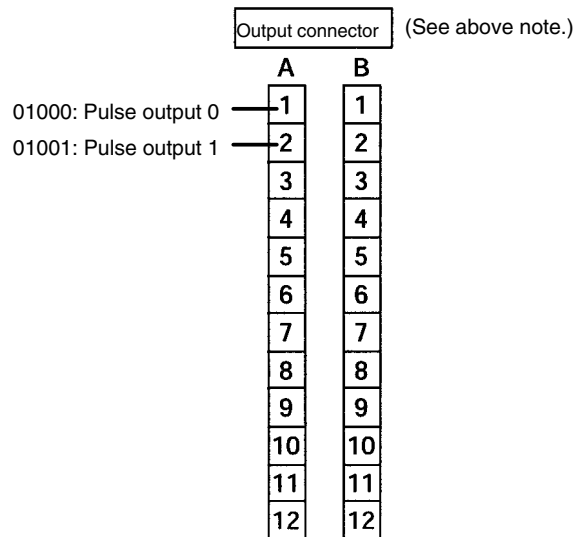 Output connector (See above note.)
A B
01000: Pulse output 0 1 1
01001: Pulse output 1 2 2
3 3
4 4
5 5
6 6
7 7
8 8
9 9
10 10
11 11
12 12